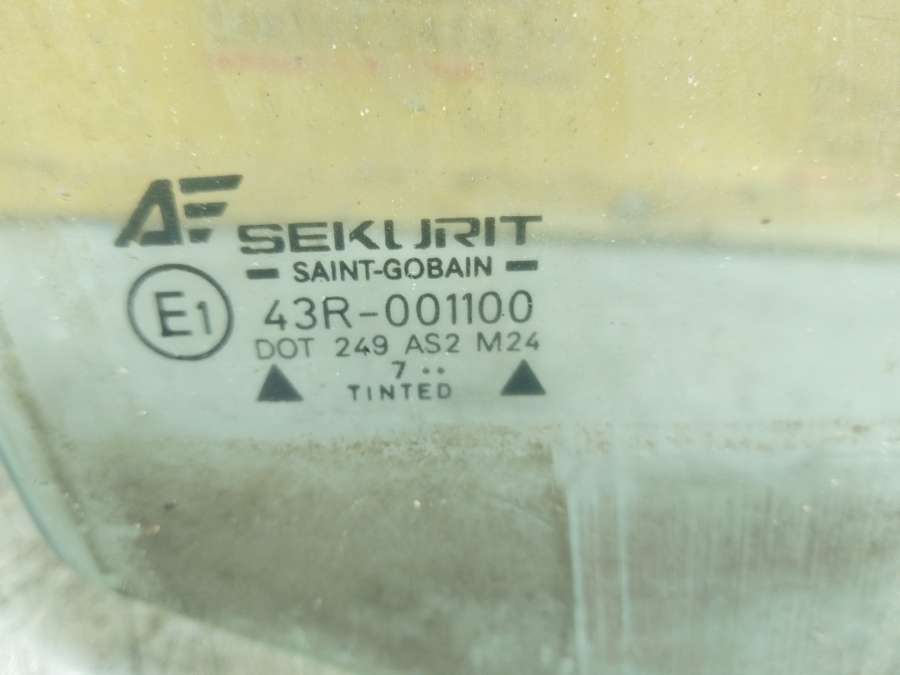 AF SEKURIT
SAINT-GOBAIN
E1 43R-001100
DOT 249 AS2 M24
7 ··
TINTED